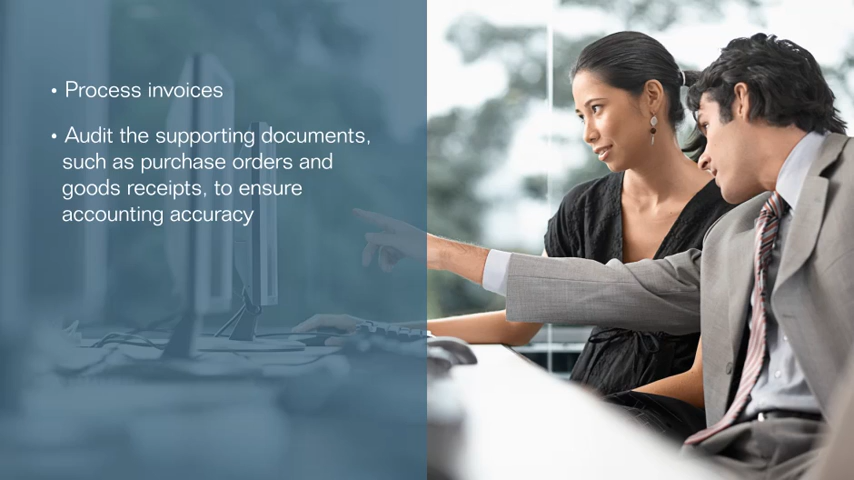 • Process invoices
• Audit the supporting documents,
such as purchase orders and
goods receipts, to ensure
accounting accuracy